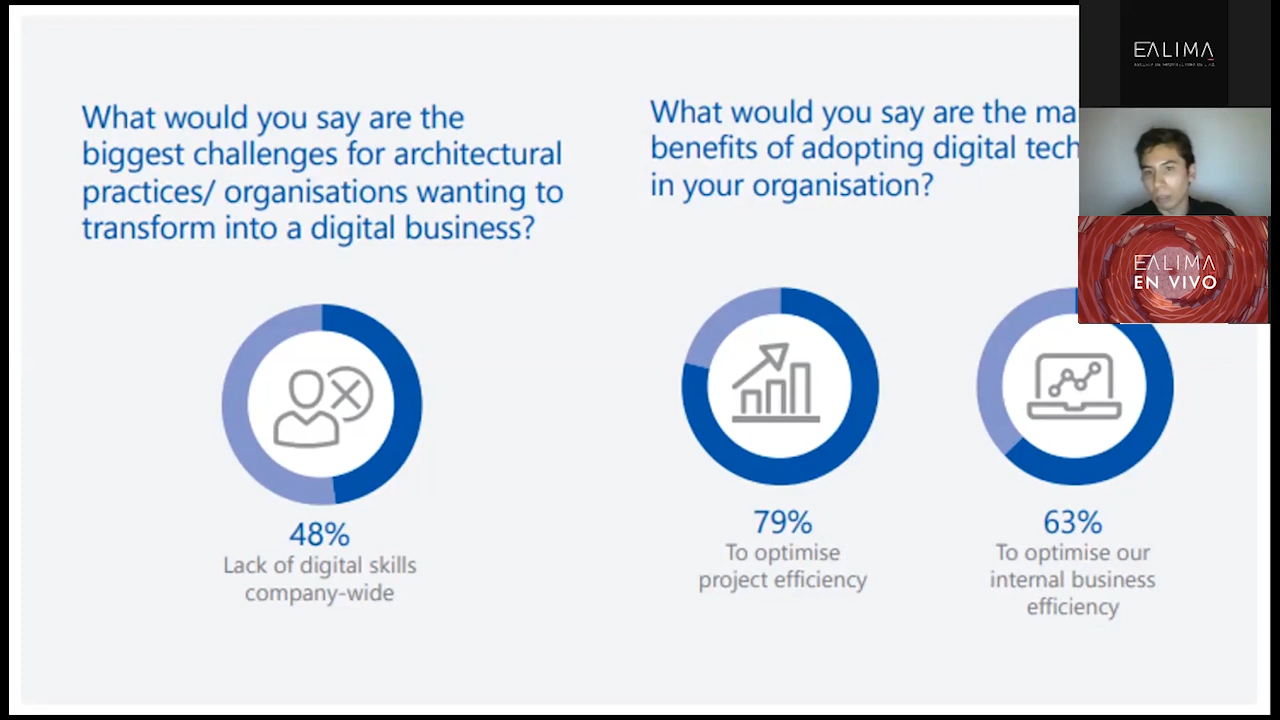 What would you say are the
biggest challenges for architectural
practices/ organisations wanting to
transform into a digital business?
48%
Lack of digital skills
company-wide
What would you say are the
benefits of adopting digital
in your organisation?
79%
To optimise
project efficiency
63%
To optimise our
internal business
efficiency
EALIMA
EALIMA
EN VIVO